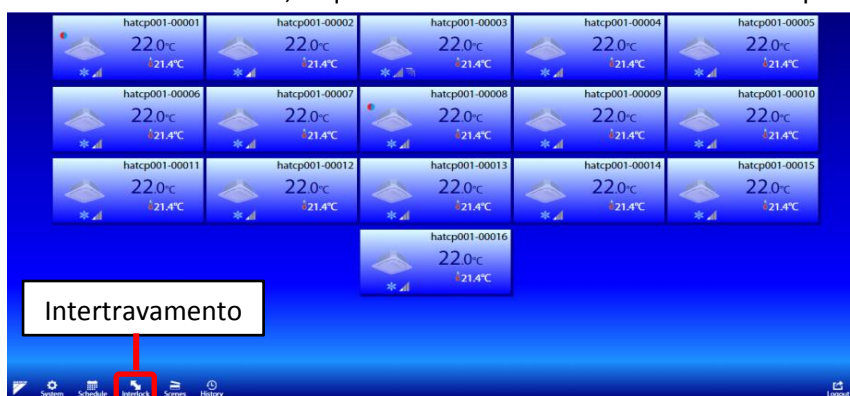 hatcp001-00001 hatcp001-00002 hatcp001-00003 hatcp001-00004 hatcp001-00005
22.0°C 22.0°C 22.0°C 22.0°C 22.0°C
21.4°C 21.4°C 21.4°C 21.4°C 21.4°C
hatcp001-00006 hatcp001-00007 hatcp001-00008 hatcp001-00009 hatcp001-00010
22.0°C 22.0°C 22.0°C 22.0°C 22.0°C
21.4°C 21.4°C 21.4°C 21.4°C 21.4°C
hatcp001-00011 hatcp001-00012 hatcp001-00013 hatcp001-00014 hatcp001-00015
22.0°C 22.0°C 22.0°C 22.0°C 22.0°C
21.4°C 21.4°C 21.4°C 21.4°C 21.4°C
hatcp001-00016
22.0°C
21.4°C
Intertravamento
System Schedule Interlock Scenes History Logout